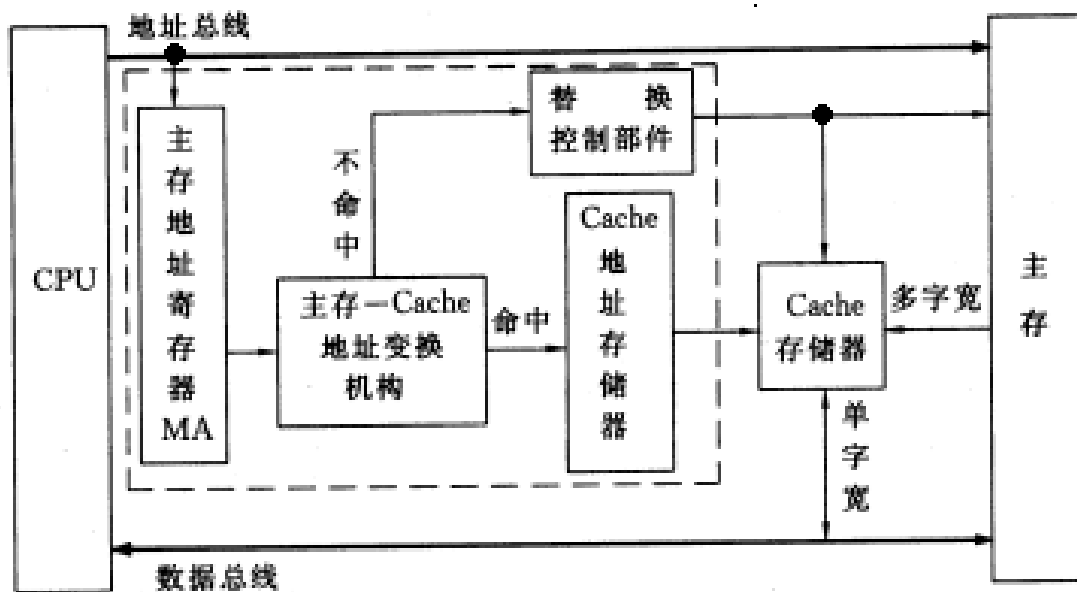 地址总线
替 换
控制部件
主存地址寄存器MA
不命中
Cache地址存储器
CPU
主存—Cache
地址变换
机构
命中
Cache
存储器
多字宽
主存
单字宽
数据总线